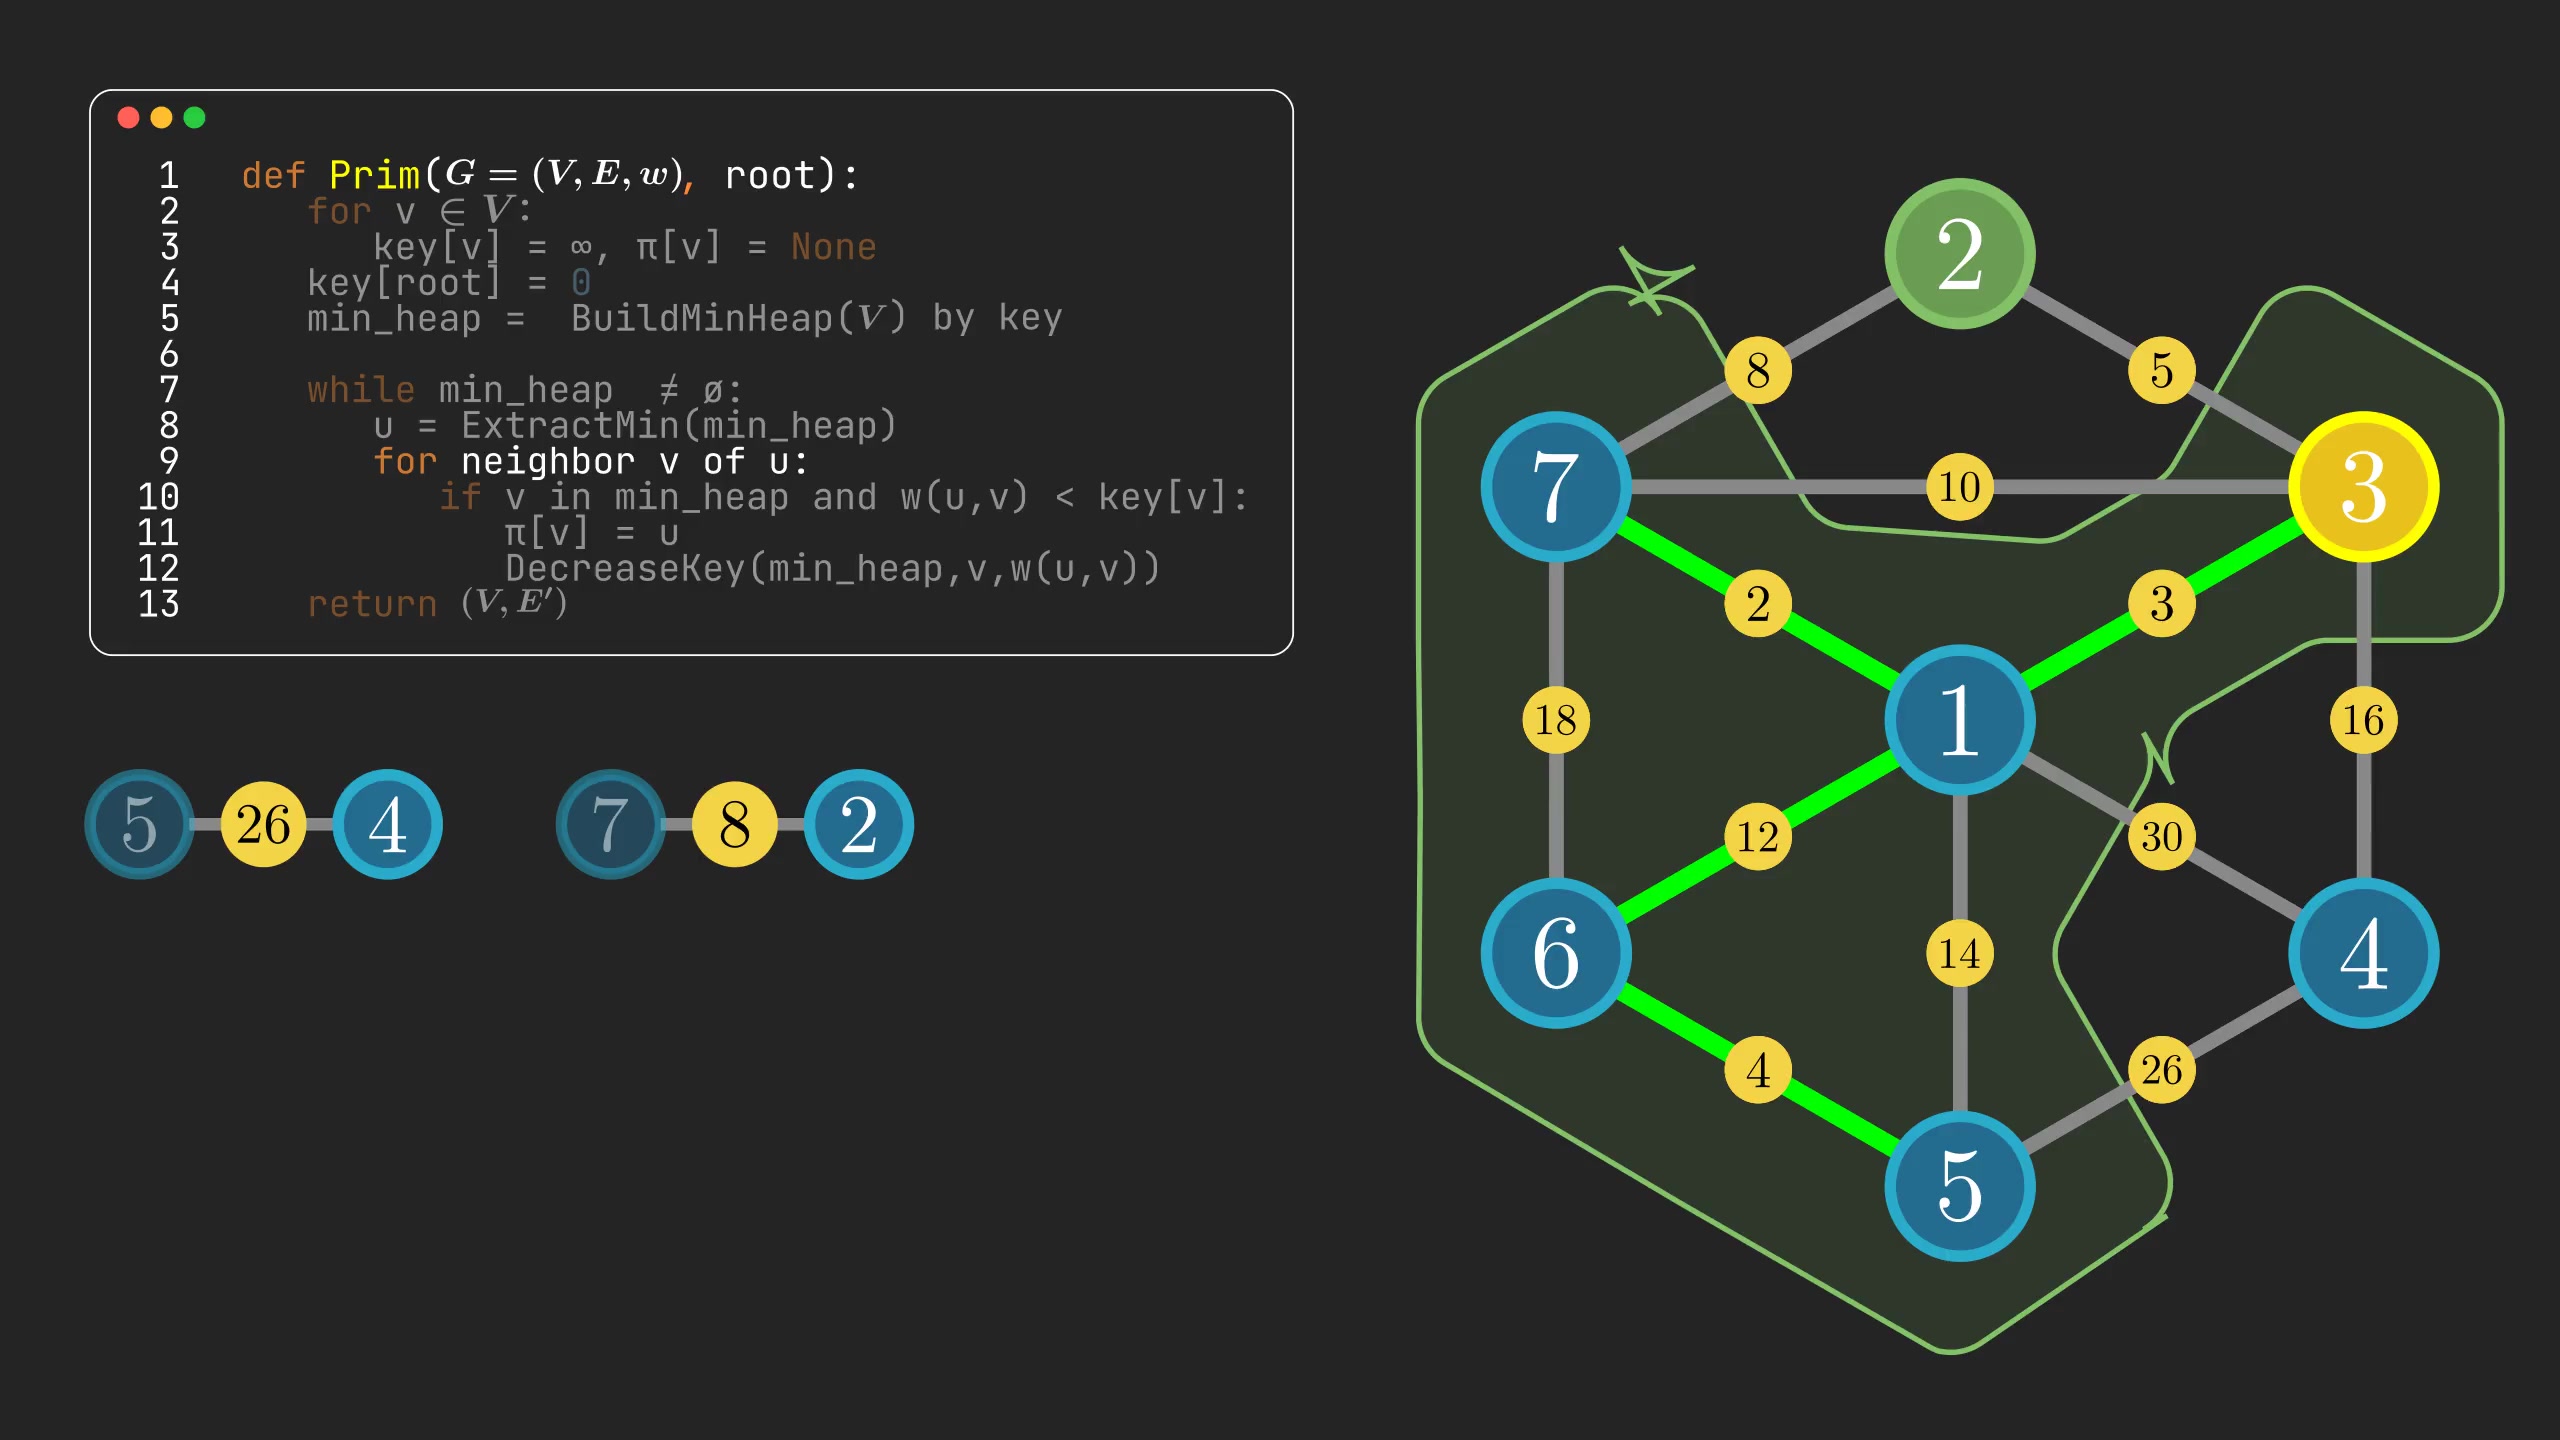 1 def Prim(G = (V, E, w), root):
2 for v ∈ V:
3 key[v] = ∞, π[v] = None
4 key[root] = 0
5 min_heap = BuildMinHeap(V) by key
6
7 while min_heap ≠ ø:
8 u = ExtractMin(min_heap)
9 for neighbor v of u:
10 if v in min_heap and w(u,v) < key[v]:
11 π[v] = u
12 DecreaseKey(min_heap,v,w(u,v))
13 return (V, E′)
5 26 4 7 8 2
2
8 5
7 10 3
2 3
18 1 16
12 30
6 14 4
4 26
5